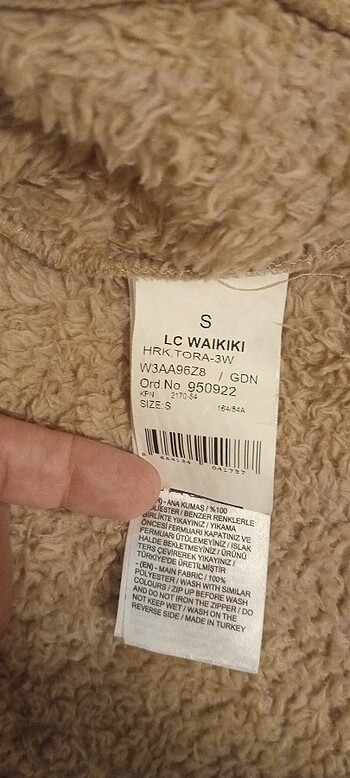 S
LC WAIKIKI
HRK.TORA-3W
W3AA96Z8 / GDN
Ord.No 950922
KPN 2170-54
SIZE:S 164/84A
- ANA KUMAŞ / %100
POLİESTER / BENZER RENKLERLE
BİRLİKTE YIKAYINIZ / YIKAMA
ÖNCESİ FERMUARI KAPATINIZ VE
FERMUARI ÜTÜLEMEYİNİZ / ISLAK
HALDE BEKLETMEYİNİZ / ÜRÜNÜ
TERS ÇEVİREREK YIKAYINIZ /
TÜRKİYE'DE ÜRETİLMİŞTİR
- (EN) - MAIN FABRIC / 100%
POLYESTER / WASH WITH SIMILAR
COLOURS / ZIP UP BEFORE WASH
AND DO NOT IRON THE ZIPPER / DO
NOT KEEP WET / WASH ON THE
REVERSE SIDE / MADE IN TURKEY